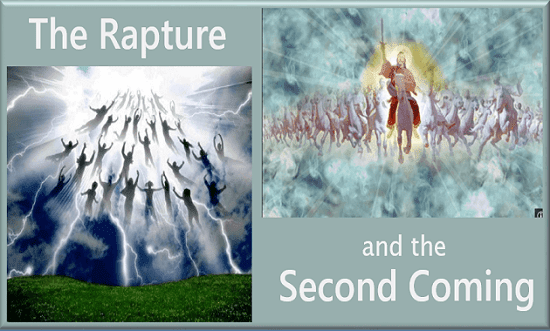 The Rapture
and the
Second Coming